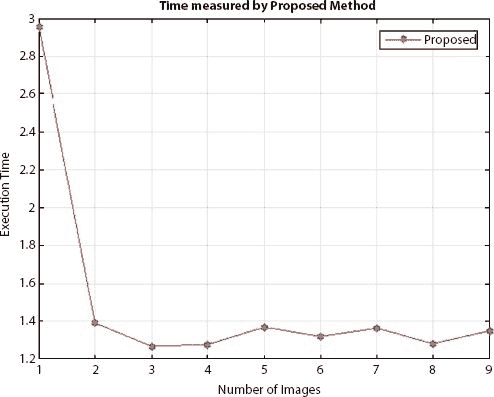 Time measured by Proposed Method
Proposed
Execution Time
3
2.8
2.6
2.4
2.2
2
1.8
1.6
1.4
1.2
1 2 3 4 5 6 7 8 9
Number of Images